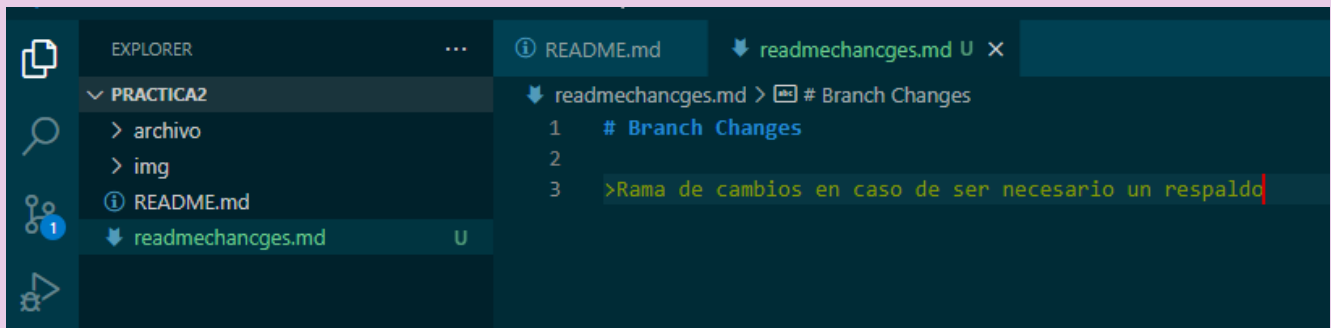 EXPLORER ...
PRACTICA2
archivo
img
README.md
readmechancges.md U
1
README.md readmechancges.md U
readmechancges.md > # Branch Changes
1 # Branch Changes
2
3 >Rama de cambios en caso de ser necesario un respaldo